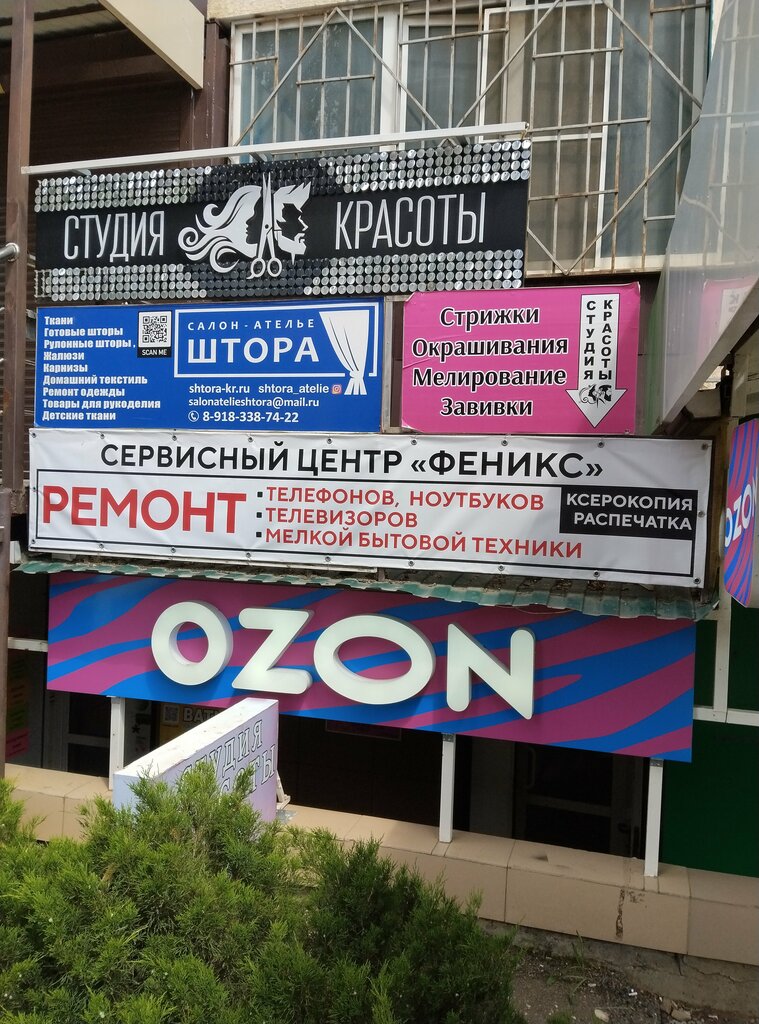 СТУДИЯ КРАСОТЫ
Ткани
Готовые шторы
Рулонные шторы
Жалюзи
Карнизы
Домашний текстиль
Ремонт одежды
Товары для рукоделия
Детские ткани
SCAN ME
САЛОН-АТЕЛЬЕ
ШТОРА
shtora-kr.ru shtora_atelie
salonatelieshtora@mail.ru
8-918-338-74-22
Стрижки
Окрашивания
Мелирование
Завивки
СТУДИЯ
КРАСОТЫ
СЕРВИСНЫЙ ЦЕНТР «ФЕНИКС»
РЕМОНТ
ТЕЛЕФОНОВ, НОУТБУКОВ
ТЕЛЕВИЗОРОВ
МЕЛКОЙ БЫТОВОЙ ТЕХНИКИ
КСЕРОКОПИЯ
РАСПЕЧАТКА
OZON
OZON